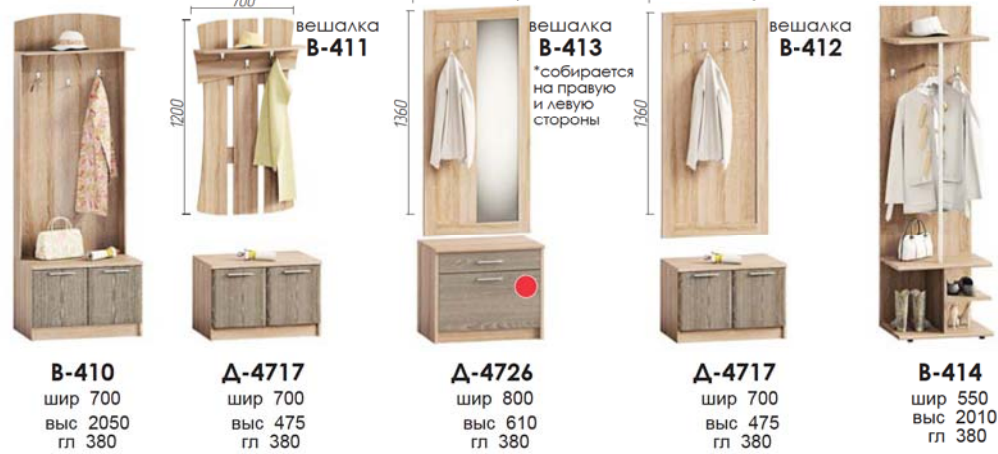 700
вешалка
В-411
1200
вешалка
В-413
*собирается
на правую
и левую
стороны
1360
вешалка
В-412
1360
В-410
шир 700
выс 2050
гл 380
Д-4717
шир 700
выс 475
гл 380
Д-4726
шир 800
выс 610
гл 380
Д-4717
шир 700
выс 475
гл 380
В-414
шир 550
выс 2010
гл 380